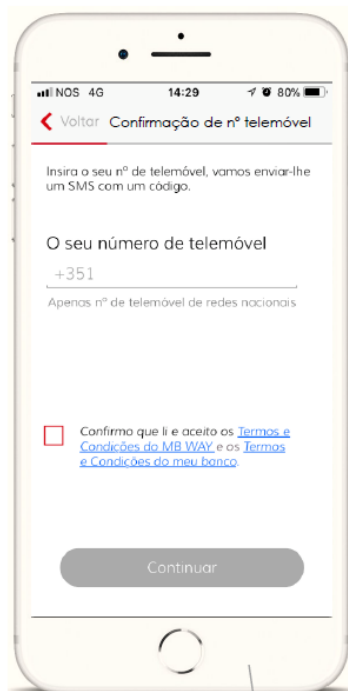 NOS 4G 14:29 80%
Voltar Confirmação de nº telemóvel
Insira o seu nº de telemóvel, vamos enviar-lhe
um SMS com um código.
O seu número de telemóvel
+351
Apenas nº de telemóvel de redes nacionais
Confirmo que li e aceito os Termos e
Condições da MB WAY e os Termos
e Condições do meu banco.
Continuar